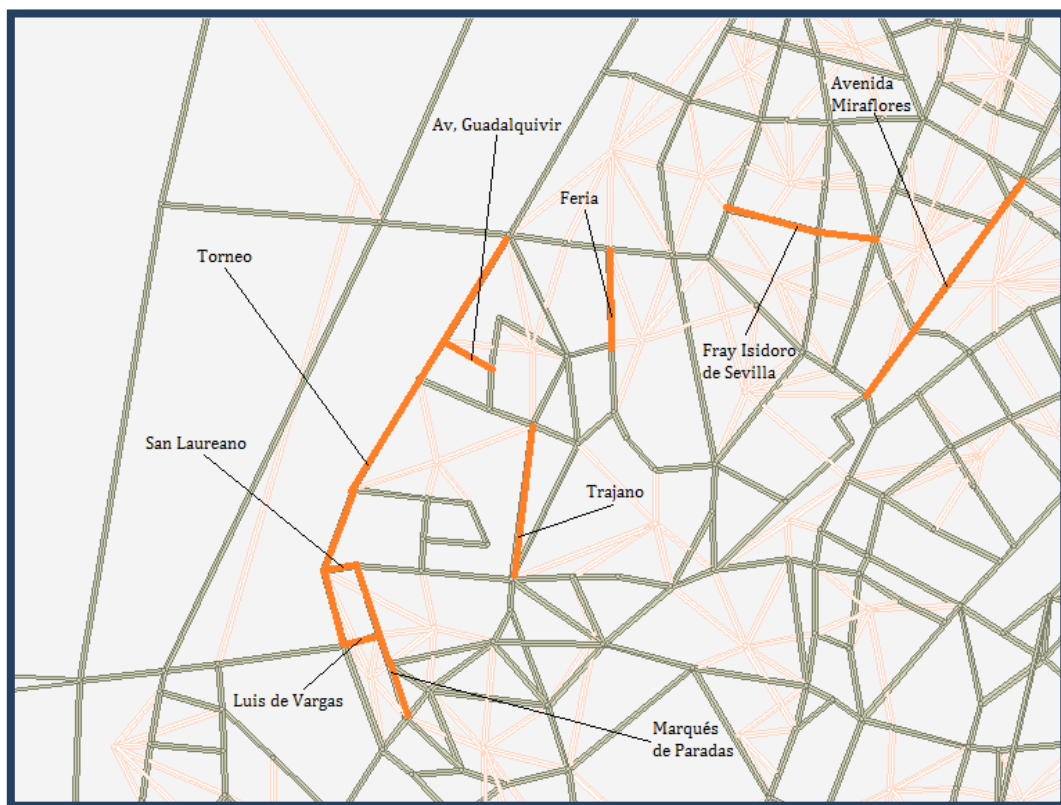 Avenida
Miraflores
Av, Guadalquivir
Feria
Torneo
Fray Isidoro
de Sevilla
San Laureano
Trajano
Luis de Vargas
Marqués
de Paradas